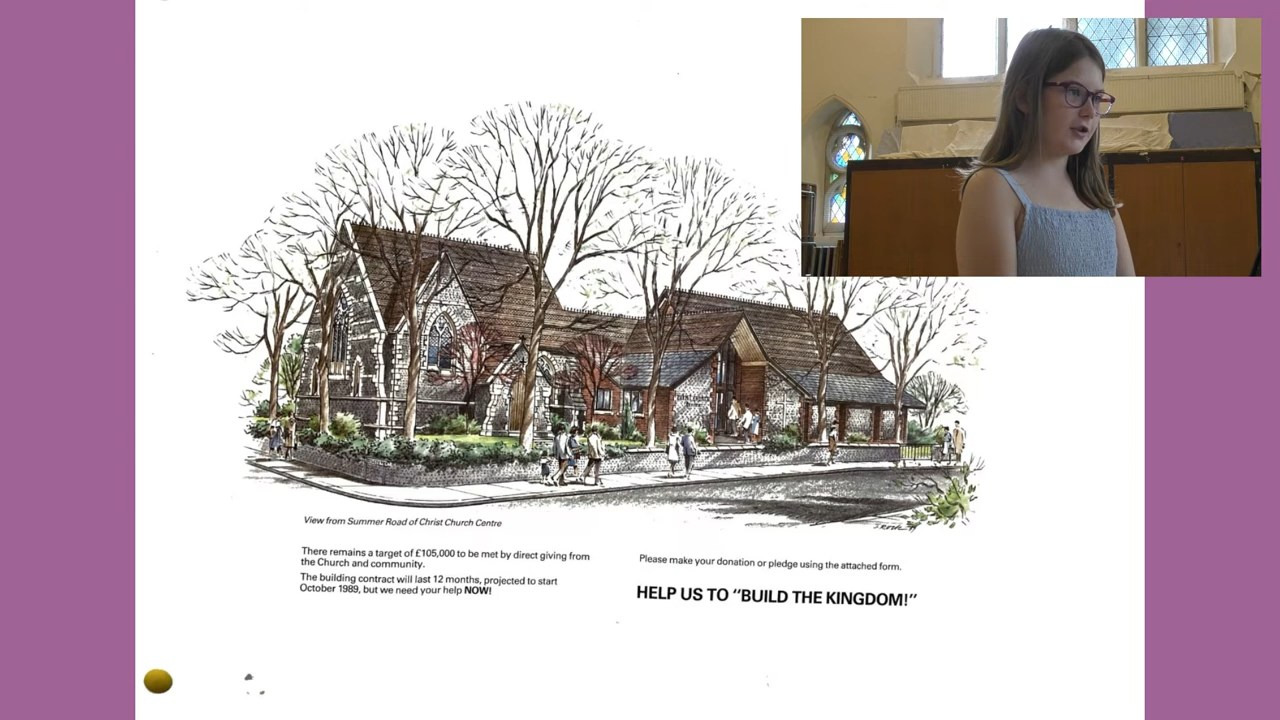 View from Summer Road of Christ Church Centre
There remains a target of £105,000 to be met by direct giving from
the Church and community.
The building contract will last 12 months, projected to start
October 1989, but we need your help NOW!
Please make your donation or pledge using the attached form.
HELP US TO “BUILD THE KINGDOM!”